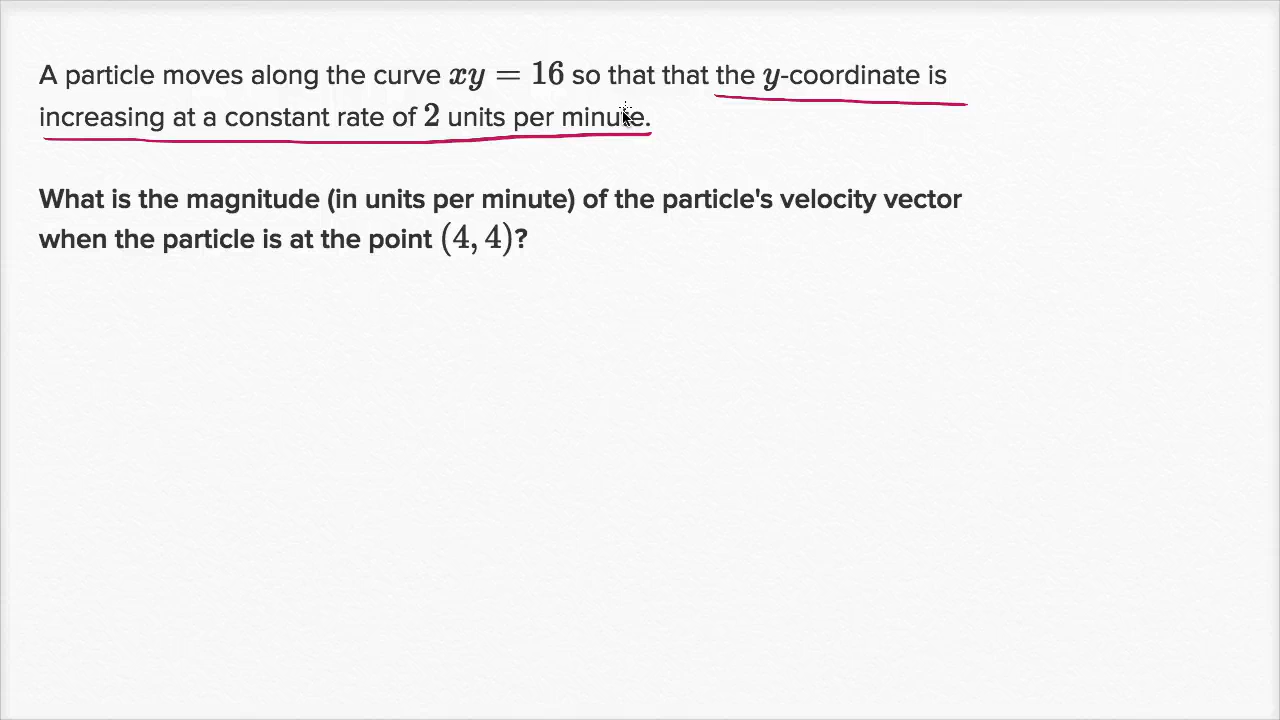 A particle moves along the curve xy = 16 so that that the y-coordinate is
increasing at a constant rate of 2 units per minute.
What is the magnitude (in units per minute) of the particle's velocity vector
when the particle is at the point (4, 4)?